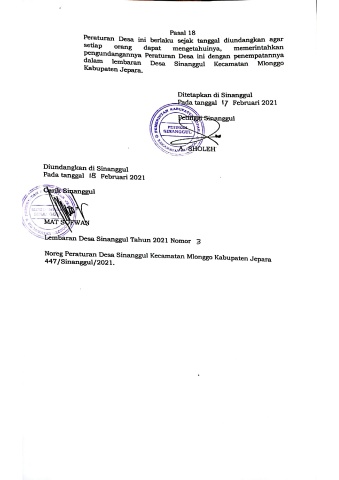 Pasal 18
Peraturan Desa ini berlaku sejak tanggal diundangkan agar
setiap orang dapat mengetahuinya, memerintahkan
pengundangannya Peraturan Desa ini dengan penempatannya
dalam lembaran Desa Sinanggul Kecamatan Mlonggo
Kabupaten Jepara.
Ditetapkan di Sinanggul
Pada tanggal 17 Februari 2021
Petinggi Sinanggul
PETINGGI
SINANGGUL
A. SHOLEH
Diundangkan di Sinanggul
Pada tanggal 18 Februari 2021
Carik Sinanggul
MAT SOFWAN
Lembaran Desa Sinanggul Tahun 2021 Nomor 3
Noreg Peraturan Desa Sinanggul Kecamatan Mlonggo Kabupaten Jepara
447/Sinanggul/2021.